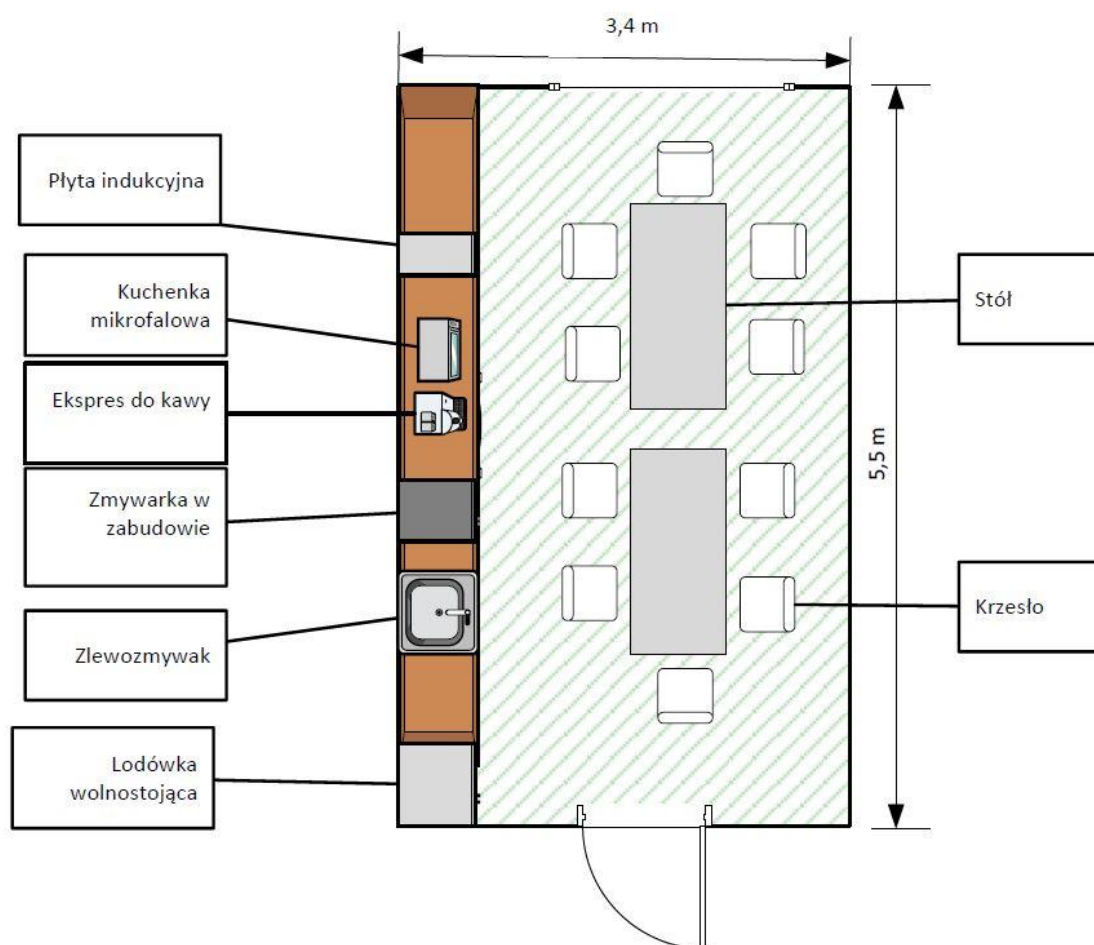 3,4 m
Płyta indukcyjna
Kuchenka
mikrofalowa
Ekspres do kawy
Zmywarka w
zabudowie
Zlewozmywak
Lodówka
wolnostojąca
Stół
5,5 m
Krzesło